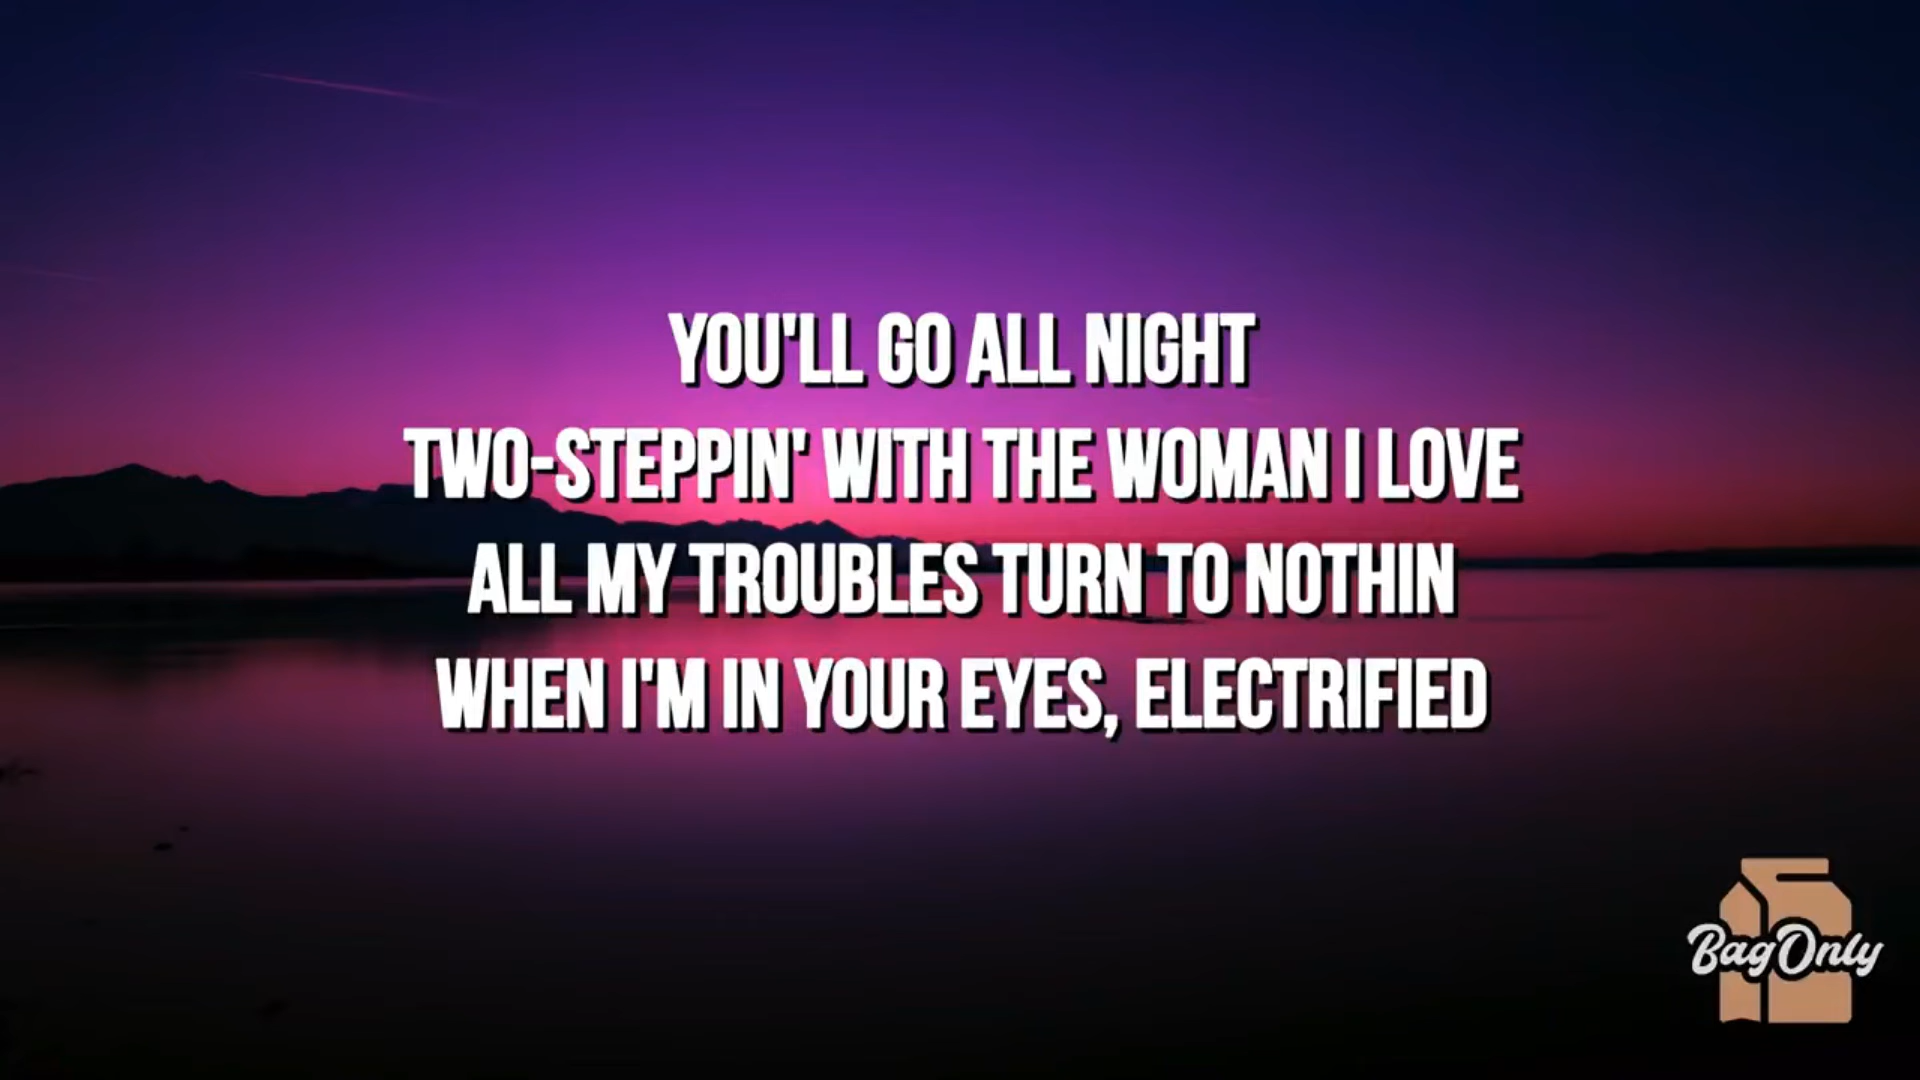 YOU'LL GO ALL NIGHT
TWO-STEPPIN' WITH THE WOMAN I LOVE
ALL MY TROUBLES TURN TO NOTHIN
WHEN I'M IN YOUR EYES, ELECTRIFIED
BagOnly